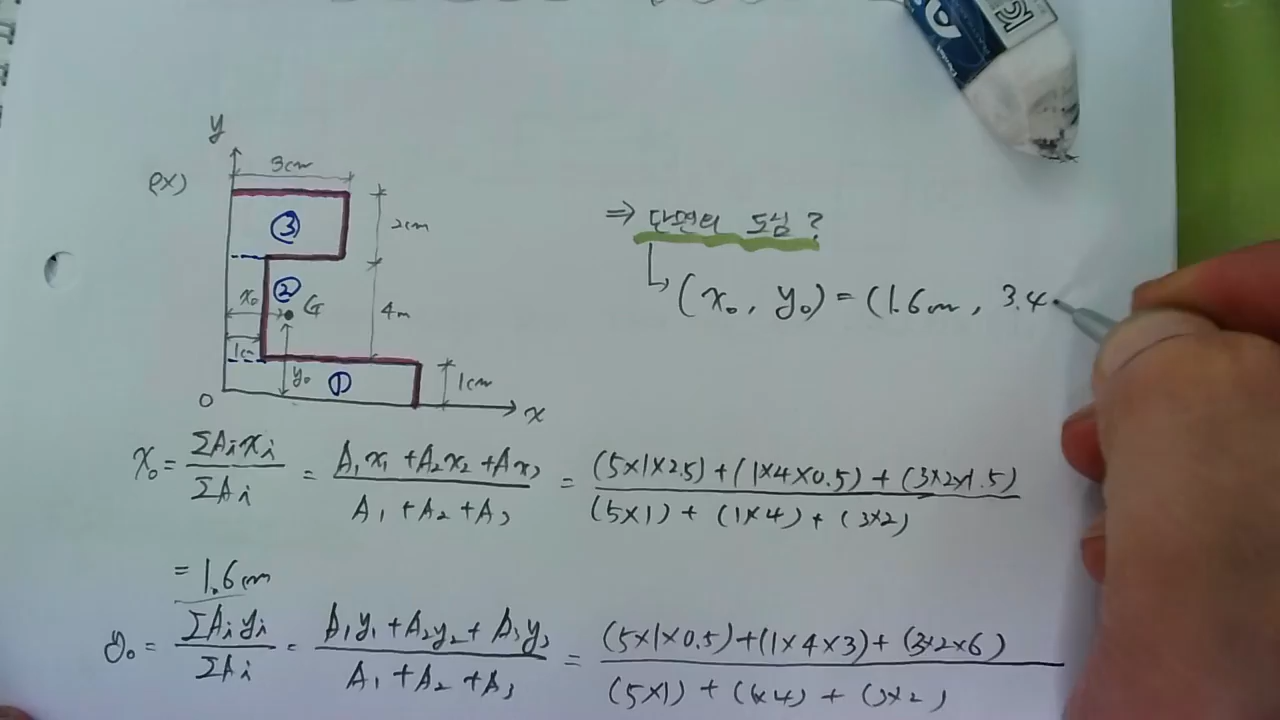 y
ex)
3cm
③
2cm
⇒ 단면의 도심?
(x₀, y₀) = (1.6cm, 3.4
x₀
②
G
4m
1cm
y₀
①
1cm
0
x
x₀ = ΣAᵢxᵢ / ΣAᵢ = A₁x₁ + A₂x₂ + Ax₃ / A₁ + A₂ + A₃ = (5×1×2.5) + (1×4×0.5) + (3×2×1.5) / (5×1) + (1×4) + (3×2)
= 1.6cm
y₀ = ΣAᵢyᵢ / ΣAᵢ = A₁y₁ + A₂y₂ + A₃y₃ / A₁ + A₂ + A₃ = (5×1×0.5) + (1×4×3) + (3×2×6) / (5×1) + (1×4) + (3×2)